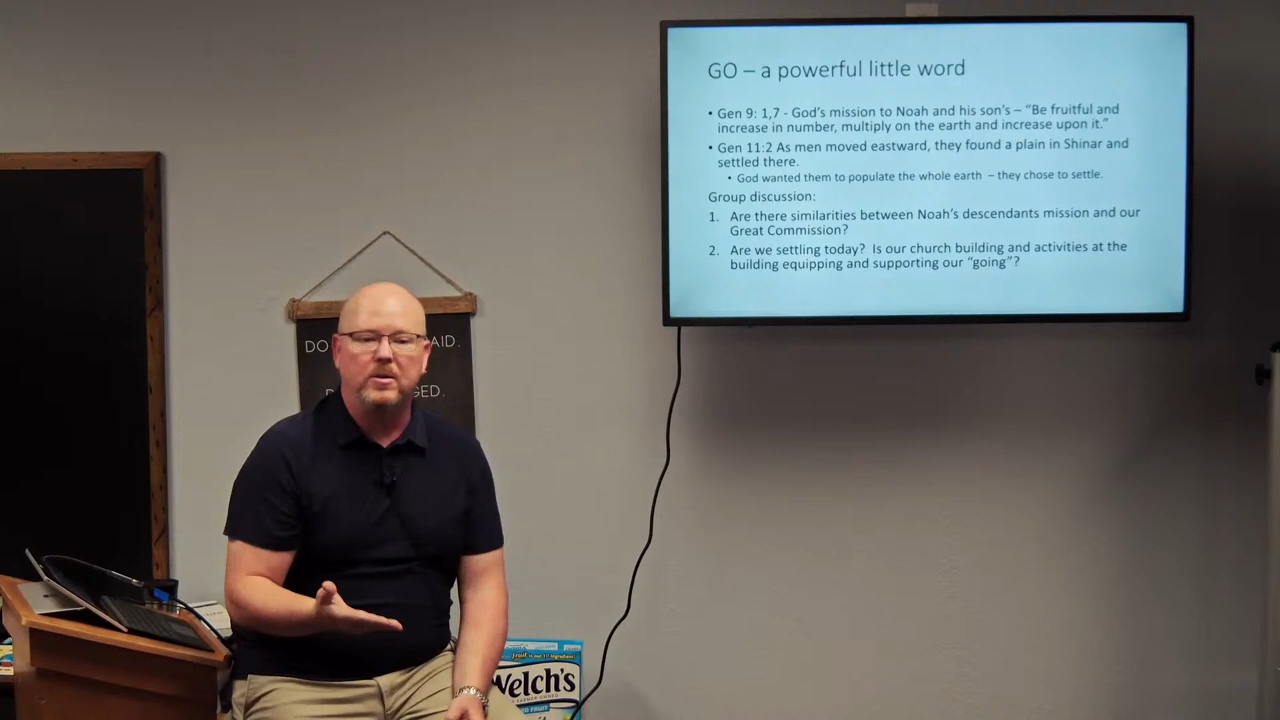 GO – a powerful little word
• Gen 9: 1,7 - God's mission to Noah and his son's – "Be fruitful and
increase in number, multiply on the earth and increase upon it."
• Gen 11:2 As men moved eastward, they found a plain in Shinar and
settled there.
• God wanted them to populate the whole earth – they chose to settle.
Group discussion:
1. Are there similarities between Noah's descendants mission and our
Great Commission?
2. Are we settling today? Is our church building and activities at the
building equipping and supporting our "going"?
DO AID.
GED.
Welch's